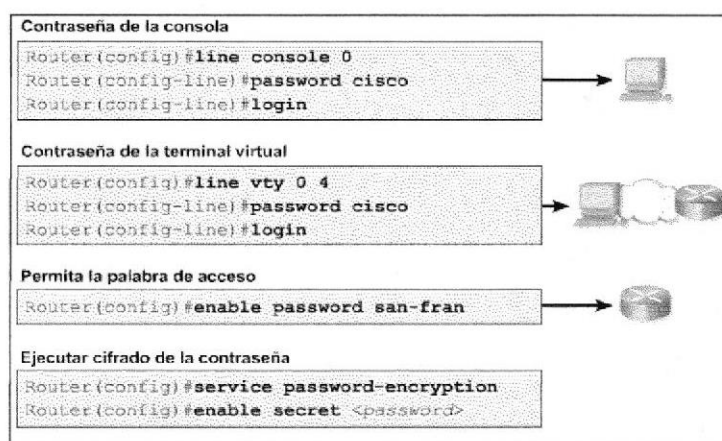 Contraseña de la consola
Router(config)#line console 0
Router(config-line)#password cisco
Router(config-line)#login
Contraseña de la terminal virtual
Router(config)#line vty 0 4
Router(config-line)#password cisco
Router(config-line)#login
Permita la palabra de acceso
Router(config)#enable password san-fran
Ejecutar cifrado de la contraseña
Router(config)#service password-encryption
Router(config)#enable secret <password>